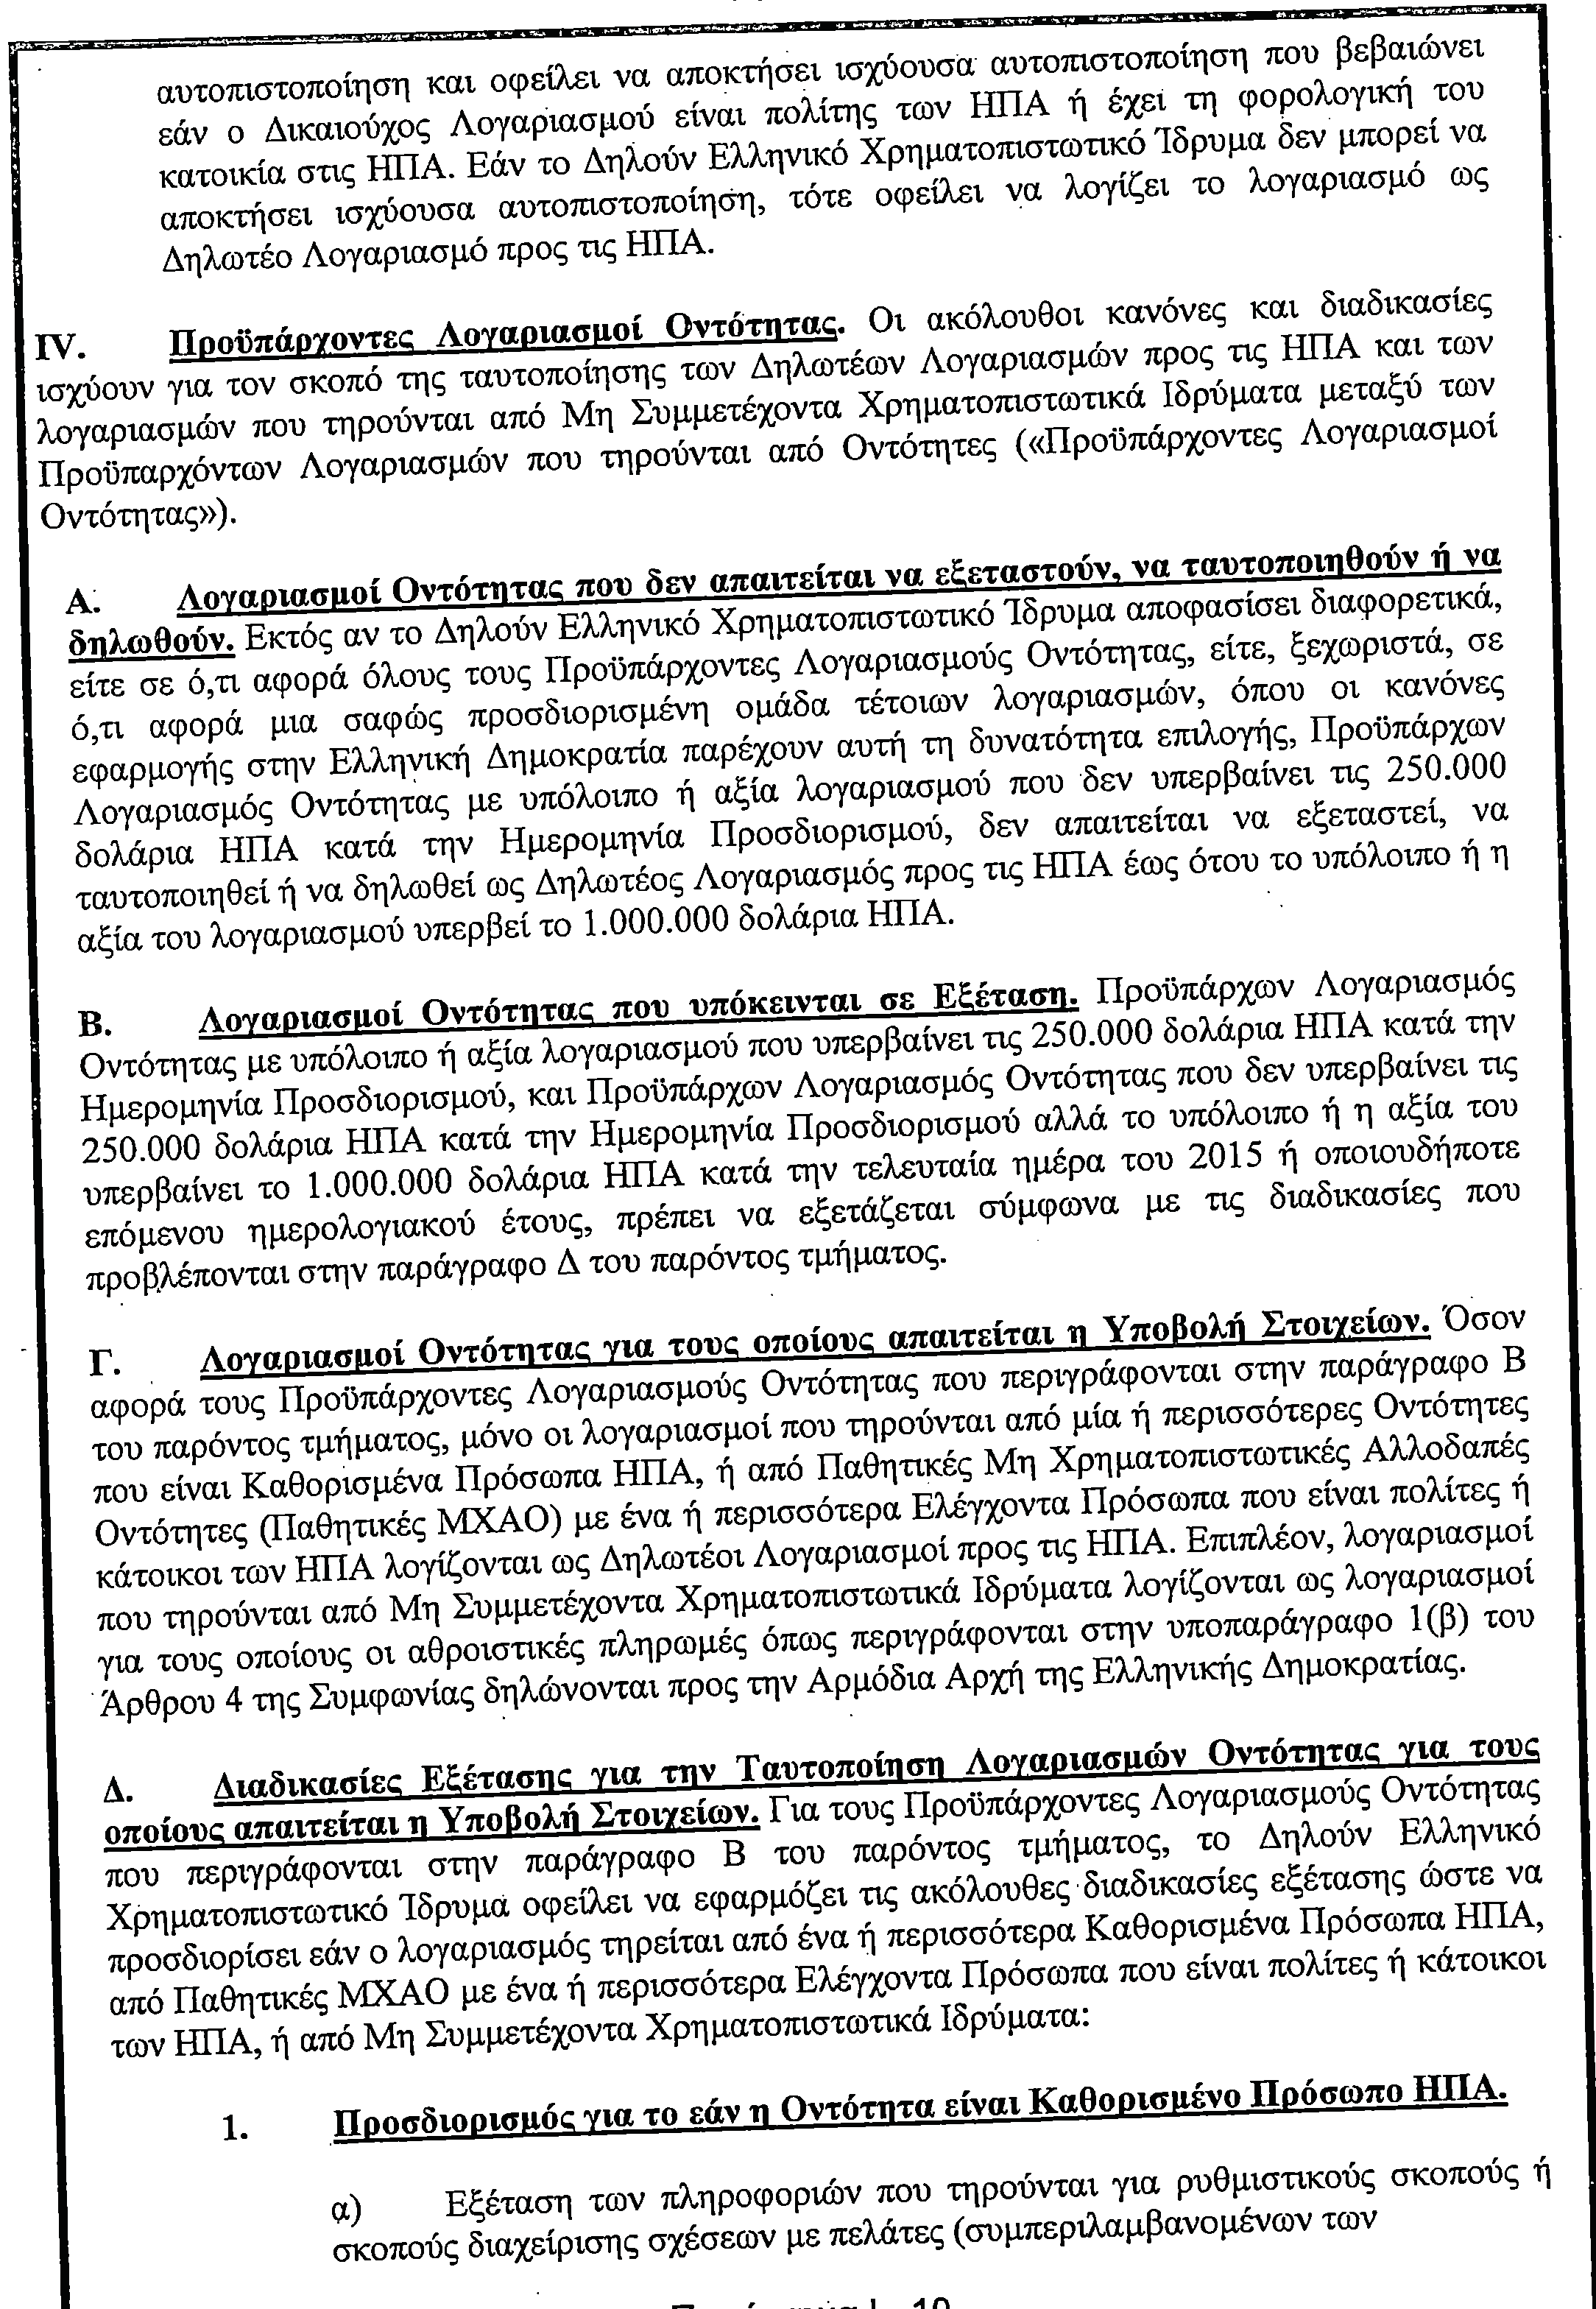 αυτοπιστοποίηση και οφείλει να αποκτήσει ισχύουσα αυτοπιστοποίηση που βεβαιώνει
εάν ο Δικαιούχος Λογαριασμού είναι πολίτης των ΗΠΑ ή έχει τη φορολογική του
κατοικία στις ΗΠΑ. Εάν το Δηλούν Ελληνικό Χρηματοπιστωτικό Ίδρυμα δεν μπορεί να
αποκτήσει ισχύουσα αυτοπιστοποίηση, τότε οφείλει να λογίζει το λογαριασμό ως
Δηλωτέο Λογαριασμό προς τις ΗΠΑ.
IV. Προϋπάρχοντες Λογαριασμοί Οντότητας. Οι ακόλουθοι κανόνες και διαδικασίες
ισχύουν για τον σκοπό της ταυτοποίησης των Δηλωτέων Λογαριασμών προς τις ΗΠΑ και των
λογαριασμών που τηρούνται από Μη Συμμετέχοντα Χρηματοπιστωτικά Ιδρύματα μεταξύ των
Προϋπαρχόντων Λογαριασμών που τηρούνται από Οντότητες («Προϋπάρχοντες Λογαριασμοί
Οντότητας»).
Α. Λογαριασμοί Οντότητας που δεν απαιτείται να εξεταστούν, να ταυτοποιηθούν ή να
δηλωθούν. Εκτός αν το Δηλούν Ελληνικό Χρηματοπιστωτικό Ίδρυμα αποφασίσει διαφορετικά,
είτε σε ό,τι αφορά όλους τους Προϋπάρχοντες Λογαριασμούς Οντότητας, είτε, ξεχωριστά, σε
ό,τι αφορά μια σαφώς προσδιορισμένη ομάδα τέτοιων λογαριασμών, όπου οι κανόνες
εφαρμογής στην Ελληνική Δημοκρατία παρέχουν αυτή τη δυνατότητα επιλογής, Προϋπάρχων
Λογαριασμός Οντότητας με υπόλοιπο ή αξία λογαριασμού που δεν υπερβαίνει τις 250.000
δολάρια ΗΠΑ κατά την Ημερομηνία Προσδιορισμού, δεν απαιτείται να εξεταστεί, να
ταυτοποιηθεί ή να δηλωθεί ως Δηλωτέος Λογαριασμός προς τις ΗΠΑ έως ότου το υπόλοιπο ή η
αξία του λογαριασμού υπερβεί το 1.000.000 δολάρια ΗΠΑ.
Β. Λογαριασμοί Οντότητας που υπόκεινται σε Εξέταση. Προϋπάρχων Λογαριασμός
Οντότητας με υπόλοιπο ή αξία λογαριασμού που υπερβαίνει τις 250.000 δολάρια ΗΠΑ κατά την
Ημερομηνία Προσδιορισμού, και Προϋπάρχων Λογαριασμός Οντότητας που δεν υπερβαίνει τις
250.000 δολάρια ΗΠΑ κατά την Ημερομηνία Προσδιορισμού αλλά το υπόλοιπο ή η αξία του
υπερβαίνει το 1.000.000 δολάρια ΗΠΑ κατά την τελευταία ημέρα του 2015 ή οποιουδήποτε
επόμενου ημερολογιακού έτους, πρέπει να εξετάζεται σύμφωνα με τις διαδικασίες που
προβλέπονται στην παράγραφο Δ του παρόντος τμήματος.
Γ. Λογαριασμοί Οντότητας για τους οποίους απαιτείται η Υποβολή Στοιχείων. Όσον
αφορά τους Προϋπάρχοντες Λογαριασμούς Οντότητας που περιγράφονται στην παράγραφο Β
του παρόντος τμήματος, μόνο οι λογαριασμοί που τηρούνται από μία ή περισσότερες Οντότητες
που είναι Καθορισμένα Πρόσωπα ΗΠΑ, ή από Παθητικές Μη Χρηματοπιστωτικές Αλλοδαπές
Οντότητες (Παθητικές ΜΧΑΟ) με ένα ή περισσότερα Ελέγχοντα Πρόσωπα που είναι πολίτες ή
κάτοικοι των ΗΠΑ λογίζονται ως Δηλωτέοι Λογαριασμοί προς τις ΗΠΑ. Επιπλέον, λογαριασμοί
που τηρούνται από Μη Συμμετέχοντα Χρηματοπιστωτικά Ιδρύματα λογίζονται ως λογαριασμοί
για τους οποίους οι αθροιστικές πληρωμές όπως περιγράφονται στην υποπαράγραφο 1(β) του
Άρθρου 4 της Συμφωνίας δηλώνονται προς την Αρμόδια Αρχή της Ελληνικής Δημοκρατίας.
Δ. Διαδικασίες Εξέτασης για την Ταυτοποίηση Λογαριασμών Οντότητας για τους
οποίους απαιτείται η Υποβολή Στοιχείων. Για τους Προϋπάρχοντες Λογαριασμούς Οντότητας
που περιγράφονται στην παράγραφο Β του παρόντος τμήματος, το Δηλούν Ελληνικό
Χρηματοπιστωτικό Ίδρυμα οφείλει να εφαρμόζει τις ακόλουθες διαδικασίες εξέτασης ώστε να
προσδιορίσει εάν ο λογαριασμός τηρείται από ένα ή περισσότερα Καθορισμένα Πρόσωπα ΗΠΑ,
από Παθητικές ΜΧΑΟ με ένα ή περισσότερα Ελέγχοντα Πρόσωπα που είναι πολίτες ή κάτοικοι
των ΗΠΑ, ή από Μη Συμμετέχοντα Χρηματοπιστωτικά Ιδρύματα:
1. Προσδιορισμός για το εάν η Οντότητα είναι Καθορισμένο Πρόσωπο ΗΠΑ.
α) Εξέταση των πληροφοριών που τηρούνται για ρυθμιστικούς σκοπούς ή
σκοπούς διαχείρισης σχέσεων με πελάτες (συμπεριλαμβανομένων των